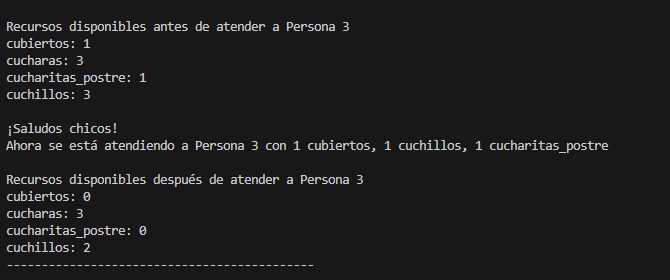 Recursos disponibles antes de atender a Persona 3
cubiertos: 1
cucharas: 3
cucharitas_postre: 1
cuchillos: 3
¡Saludos chicos!
Ahora se está atendiendo a Persona 3 con 1 cubiertos, 1 cuchillos, 1 cucharitas_postre
Recursos disponibles después de atender a Persona 3
cubiertos: 0
cucharas: 3
cucharitas_postre: 0
cuchillos: 2
--------------------------------------------